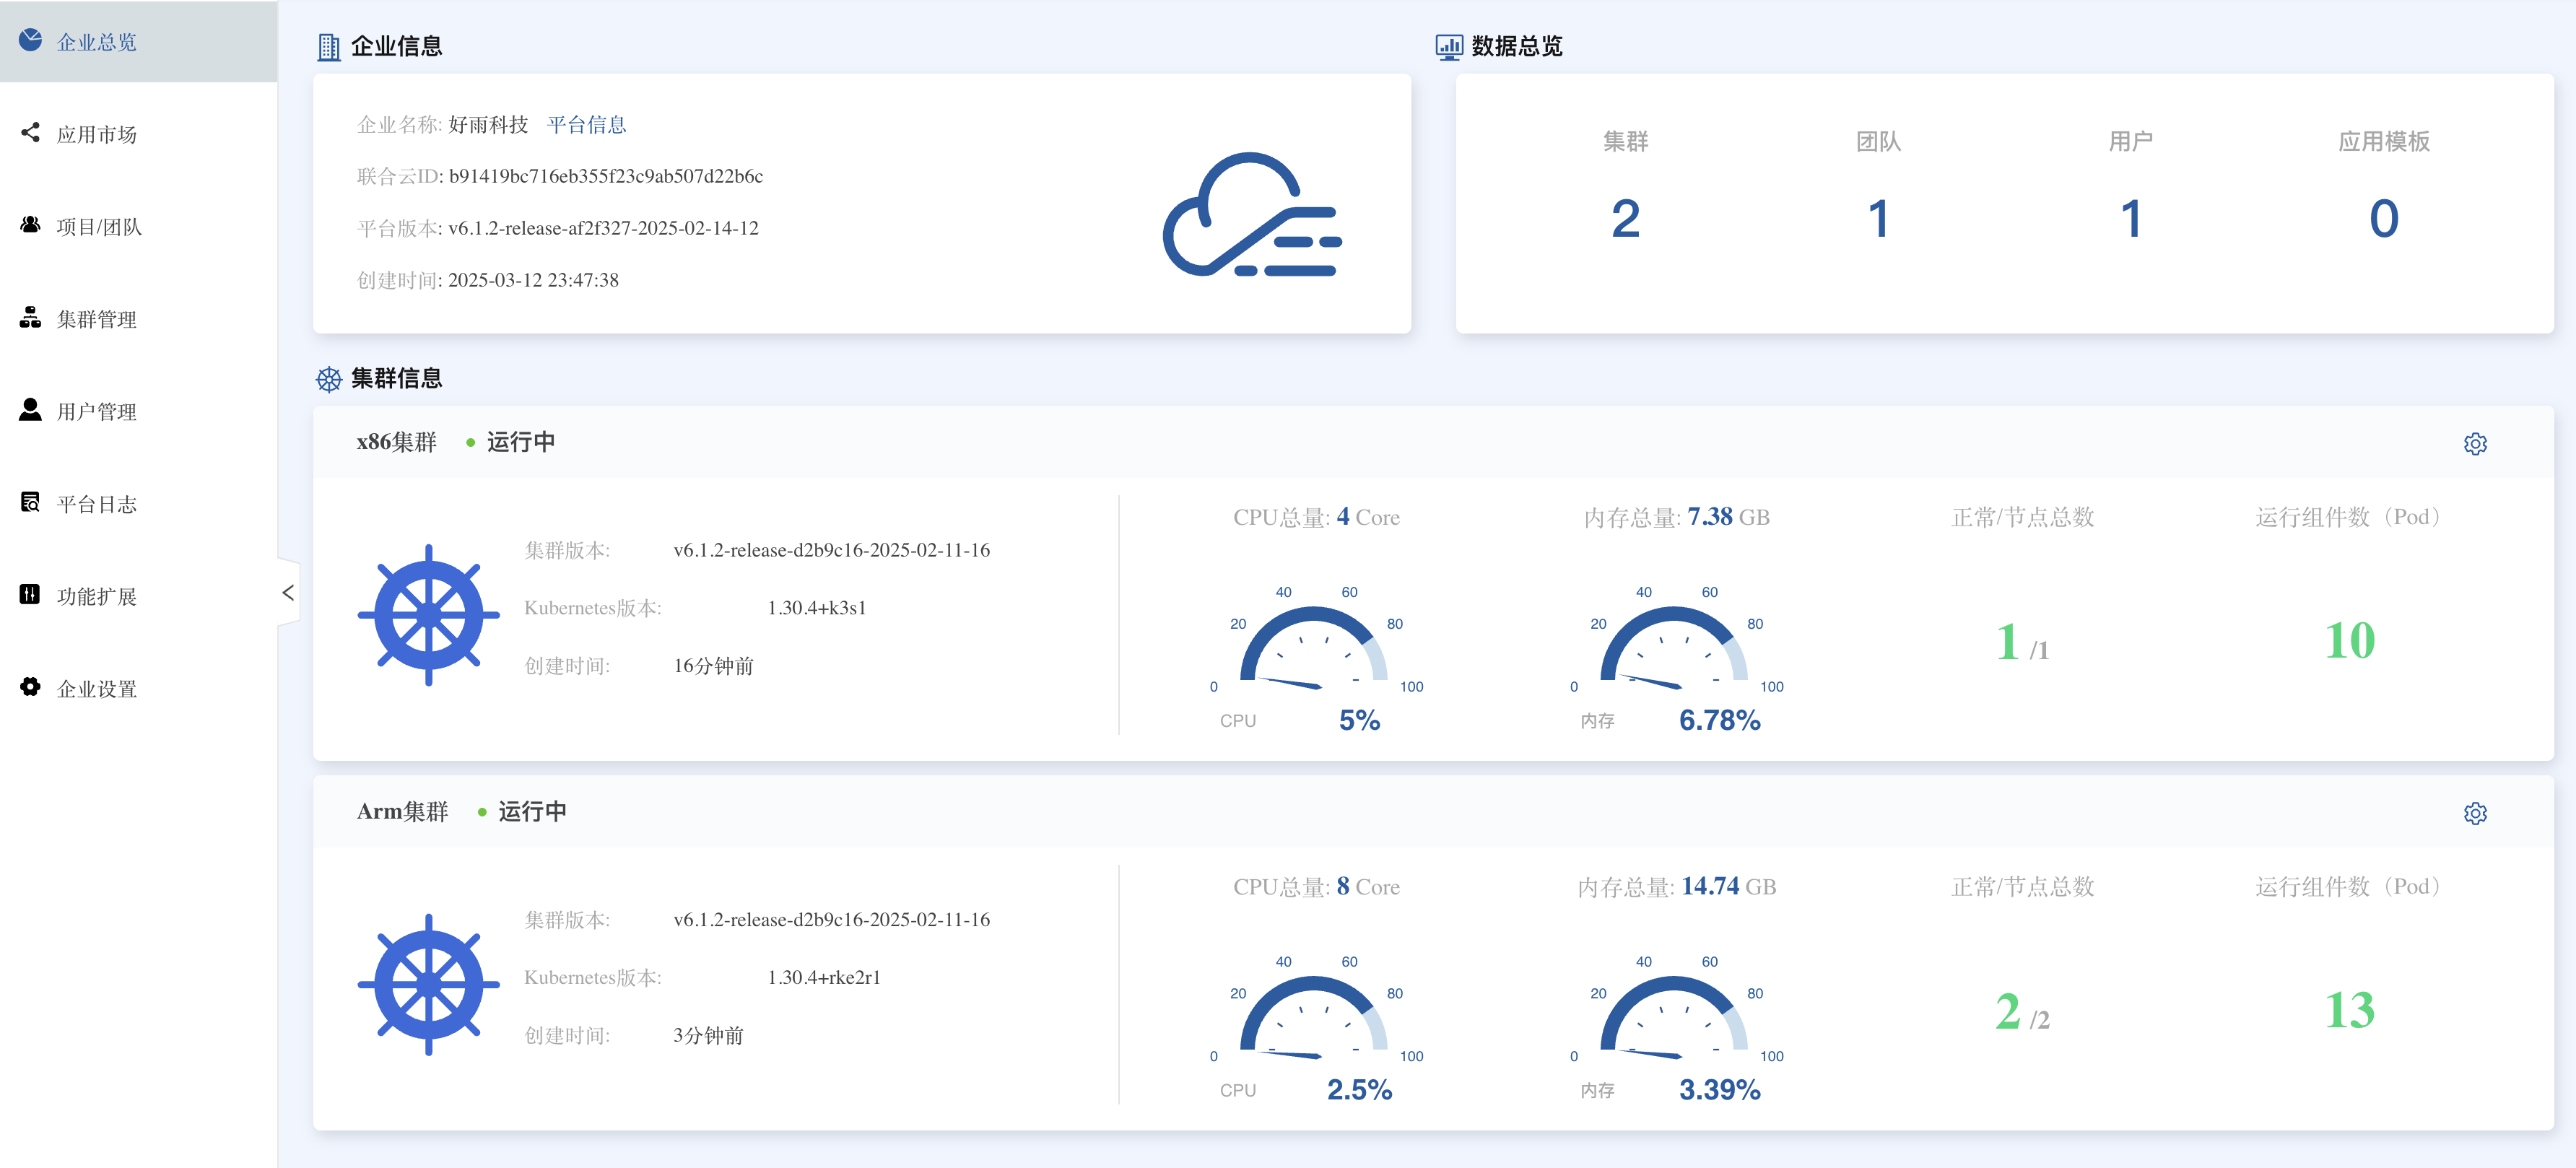 企业总览
应用市场
项目/团队
集群管理
用户管理
平台日志
功能扩展
企业设置
企业信息
企业名称: 好雨科技 平台信息
联合云ID: b91419bc716eb355f23c9ab507d22b6c
平台版本: v6.1.2-release-af2f327-2025-02-14-12
创建时间: 2025-03-12 23:47:38
数据总览
集群 团队 用户 应用模板
2 1 1 0
集群信息
x86集群 运行中
集群版本: v6.1.2-release-d2b9c16-2025-02-11-16
Kubernetes版本: 1.30.4+k3s1
创建时间: 16分钟前
CPU总量: 4 Core
0 20 40 60 80 100
CPU 5%
内存总量: 7.38 GB
0 20 40 60 80 100
内存 6.78%
正常/节点总数
1 /1
运行组件数（Pod）
10
Arm集群 运行中
集群版本: v6.1.2-release-d2b9c16-2025-02-11-16
Kubernetes版本: 1.30.4+rke2r1
创建时间: 3分钟前
CPU总量: 8 Core
0 20 40 60 80 100
CPU 2.5%
内存总量: 14.74 GB
0 20 40 60 80 100
内存 3.39%
正常/节点总数
2 /2
运行组件数（Pod）
13